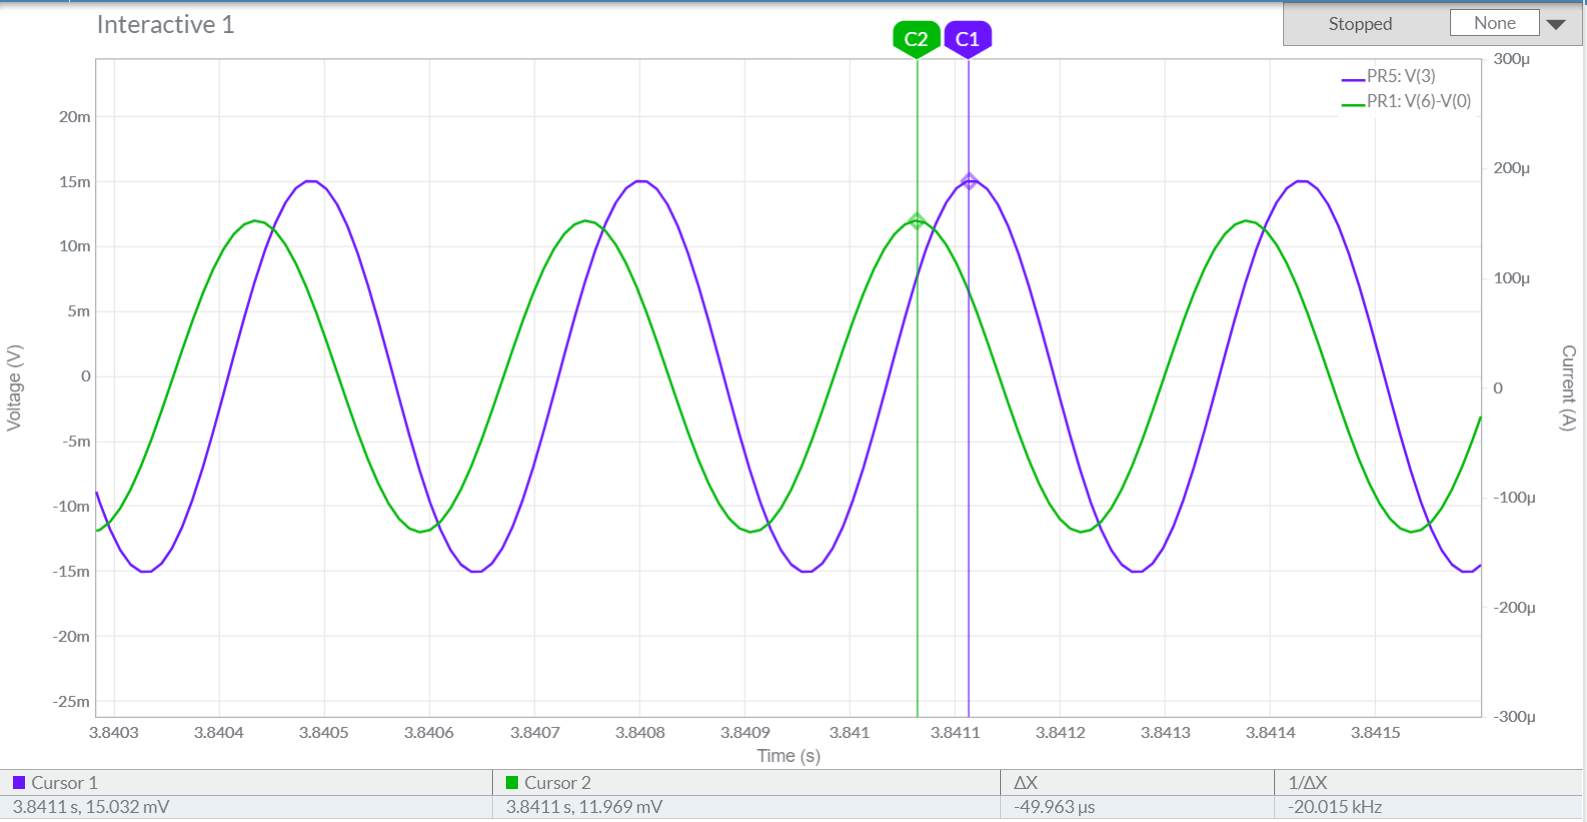 Interactive 1
Stopped None
C2 C1
PR5: V(3)
PR1: V(6)-V(0)
20m
15m
10m
5m
0
-5m
-10m
-15m
-20m
-25m
Voltage (V)
300µ
200µ
100µ
0
-100µ
-200µ
-300µ
Current (A)
3.8403 3.8404 3.8405 3.8406 3.8407 3.8408 3.8409 3.841 3.8411 3.8412 3.8413 3.8414 3.8415
Time (s)
Cursor 1 Cursor 2 ΔX 1/ΔX
3.8411 s, 15.032 mV 3.8411 s, 11.969 mV -49.963 µs -20.015 kHz